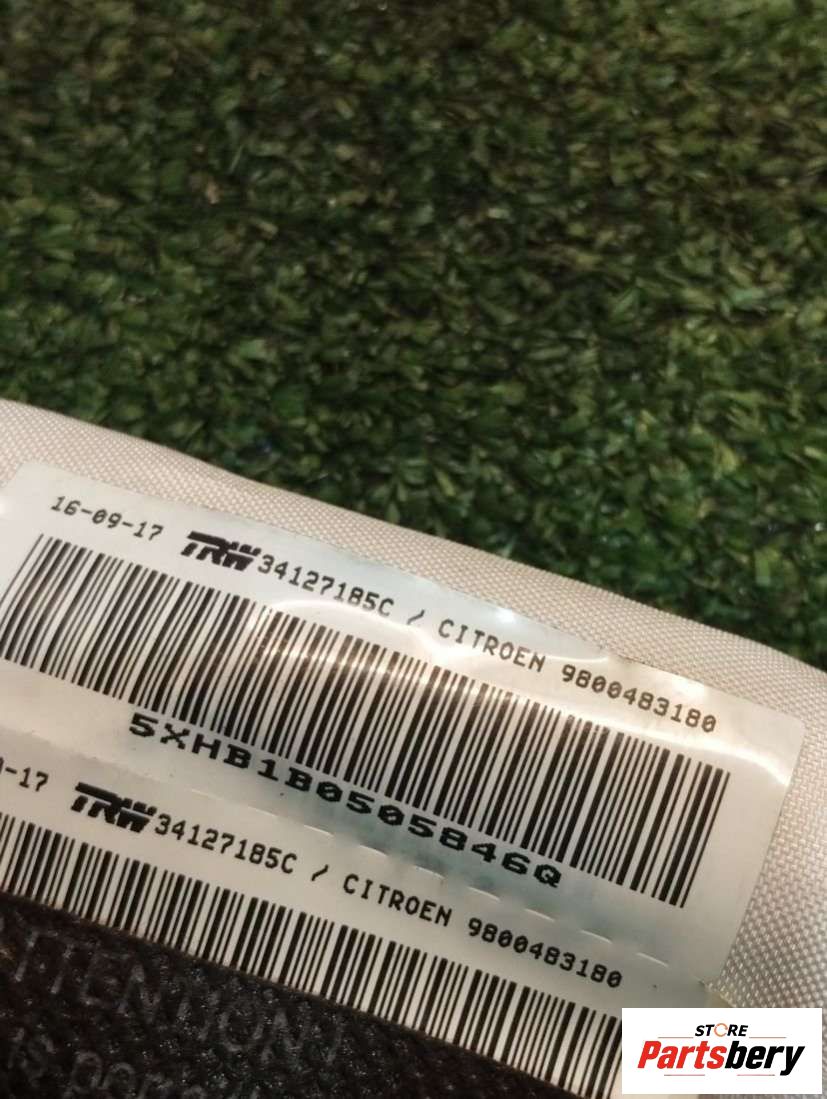 16-09-17 TRW 34127185C / CITROEN 9800483180
5XHB1B0505846Q
-17 TRW 34127185C / CITROEN 9800483180
STORE
Partsbery